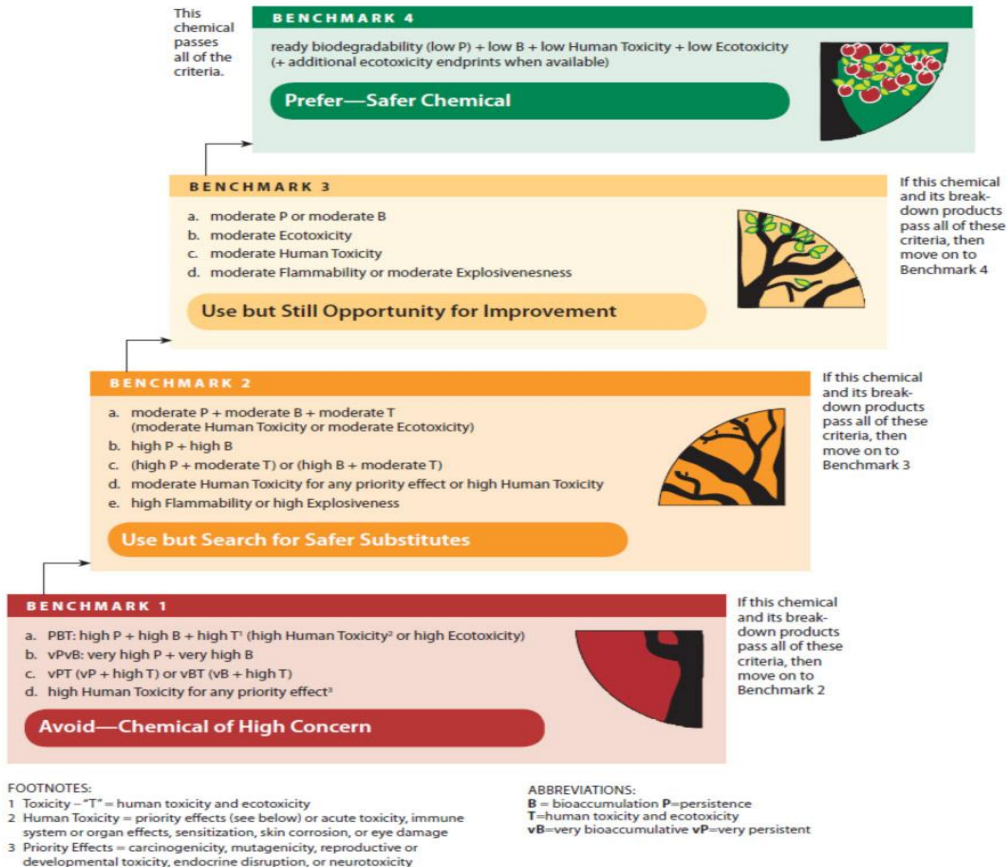 This
chemical
passes
all of the
criteria.
BENCHMARK 4
ready biodegradability (low P) + low B + low Human Toxicity + low Ecotoxicity
(+ additional ecotoxicity endprints when available)
Prefer—Safer Chemical
BENCHMARK 3
a. moderate P or moderate B
b. moderate Ecotoxicity
c. moderate Human Toxicity
d. moderate Flammability or moderate Explosivenesness
Use but Still Opportunity for Improvement
If this chemical
and its break-
down products
pass all of these
criteria, then
move on to
Benchmark 4
BENCHMARK 2
a. moderate P + moderate B + moderate T
(moderate Human Toxicity or moderate Ecotoxicity)
b. high P + high B
c. (high P + moderate T) or (high B + moderate T)
d. moderate Human Toxicity for any priority effect or high Human Toxicity
e. high Flammability or high Explosiveness
Use but Search for Safer Substitutes
If this chemical
and its break-
down products
pass all of these
criteria, then
move on to
Benchmark 3
BENCHMARK 1
a. PBT: high P + high B + high T¹ (high Human Toxicity² or high Ecotoxicity)
b. vPvB: very high P + very high B
c. vPT (vP + high T) or vBT (vB + high T)
d. high Human Toxicity for any priority effect³
Avoid—Chemical of High Concern
If this chemical
and its break-
down products
pass all of these
criteria, then
move on to
Benchmark 2
FOOTNOTES:
1 Toxicity – "T" = human toxicity and ecotoxicity
2 Human Toxicity = priority effects (see below) or acute toxicity, immune
system or organ effects, sensitization, skin corrosion, or eye damage
3 Priority Effects = carcinogenicity, mutagenicity, reproductive or
developmental toxicity, endocrine disruption, or neurotoxicity
ABBREVIATIONS:
B = bioaccumulation P=persistence
T=human toxicity and ecotoxicity
vB=very bioaccumulative vP=very persistent